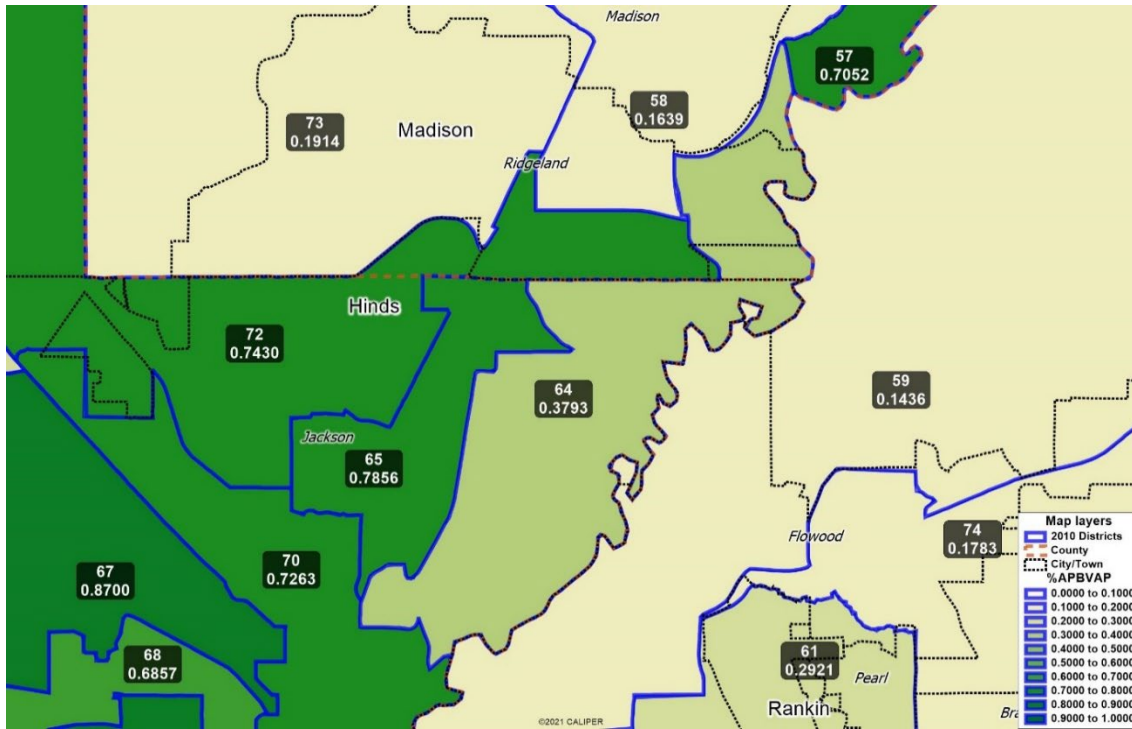 Madison
57
0.7052
58
0.1639
73
0.1914
Madison
Ridgeland
Hinds
72
0.7430
64
0.3793
59
0.1436
Jackson
65
0.7856
Flowood
74
0.1783
70
0.7263
67
0.8700
68
0.6857
61
0.2921
Pearl
Rankin
Bra
©2021 CALIPER
Map layers
2010 Districts
County
City/Town
%APBVAP
0.0000 to 0.1000
0.1000 to 0.2000
0.2000 to 0.3000
0.3000 to 0.4000
0.4000 to 0.5000
0.5000 to 0.6000
0.6000 to 0.7000
0.7000 to 0.8000
0.8000 to 0.9000
0.9000 to 1.0000